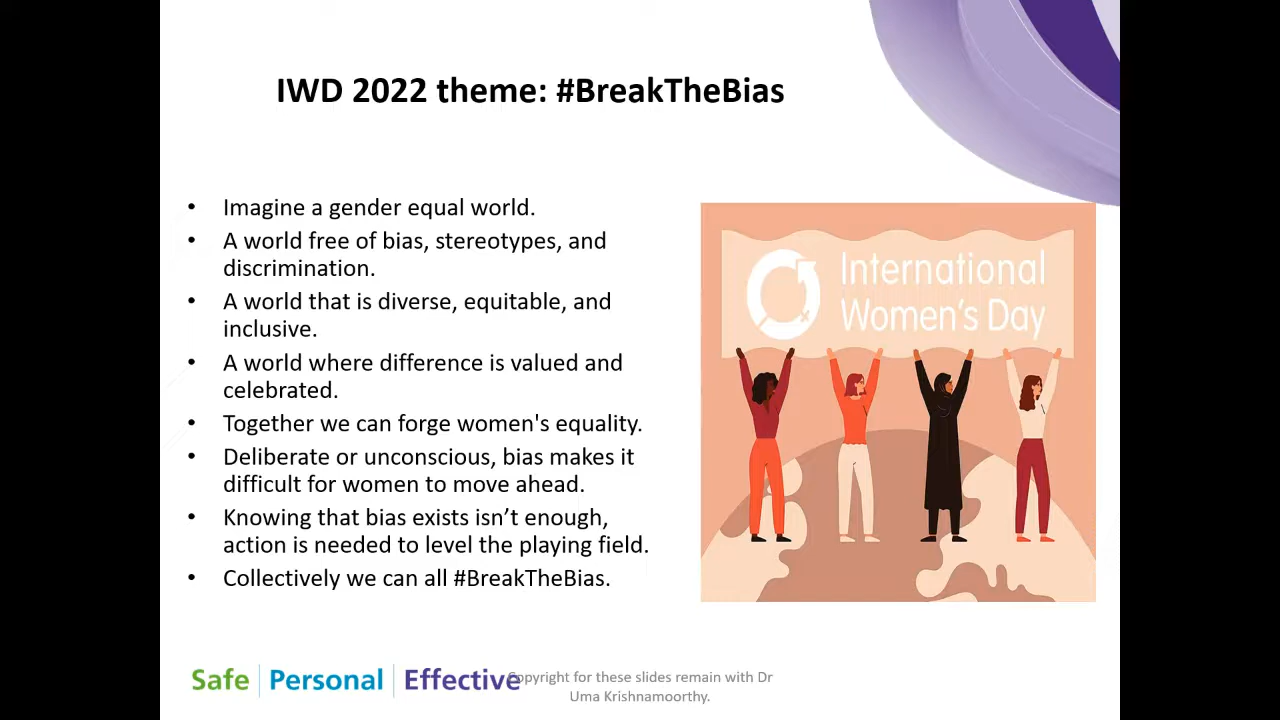 IWD 2022 theme: #BreakTheBias
• Imagine a gender equal world.
• A world free of bias, stereotypes, and
discrimination.
• A world that is diverse, equitable, and
inclusive.
• A world where difference is valued and
celebrated.
• Together we can forge women's equality.
• Deliberate or unconscious, bias makes it
difficult for women to move ahead.
• Knowing that bias exists isn’t enough,
action is needed to level the playing field.
• Collectively we can all #BreakTheBias.
International
Women's Day
Safe | Personal | Effective
Copyright for these slides remain with Dr
Uma Krishnamoorthy.